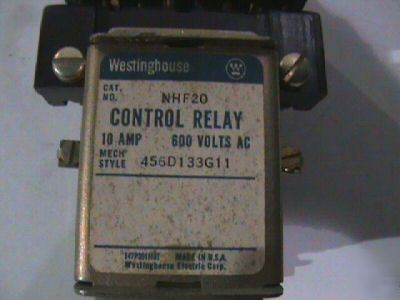 Westinghouse
CAT.
NO. NHF20
CONTROL RELAY
10 AMP 600 VOLTS AC
MECH
STYLE 456D133G11
MADE IN U.S.A.
Westinghouse Electric Corp.